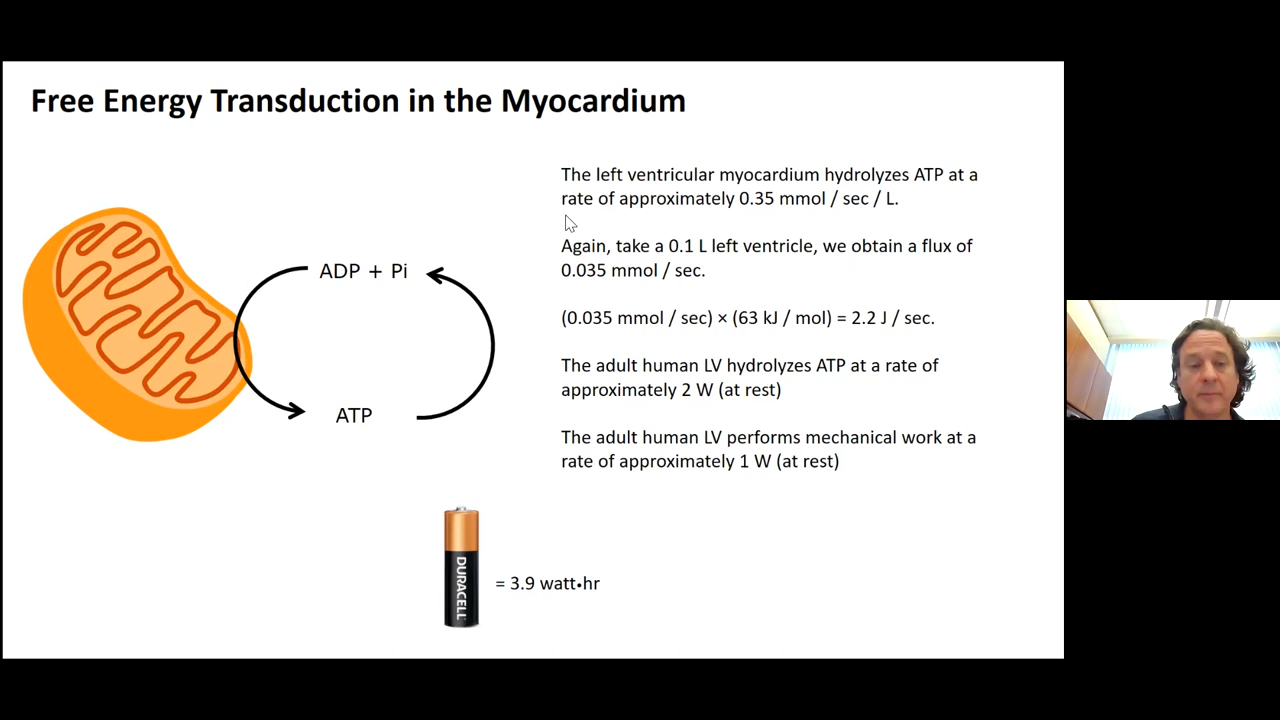 Free Energy Transduction in the Myocardium
The left ventricular myocardium hydrolyzes ATP at a
rate of approximately 0.35 mmol / sec / L.
Again, take a 0.1 L left ventricle, we obtain a flux of
0.035 mmol / sec.
(0.035 mmol / sec) × (63 kJ / mol) = 2.2 J / sec.
The adult human LV hydrolyzes ATP at a rate of
approximately 2 W (at rest)
The adult human LV performs mechanical work at a
rate of approximately 1 W (at rest)
ADP + Pi
ATP
DURACELL
= 3.9 watt•hr